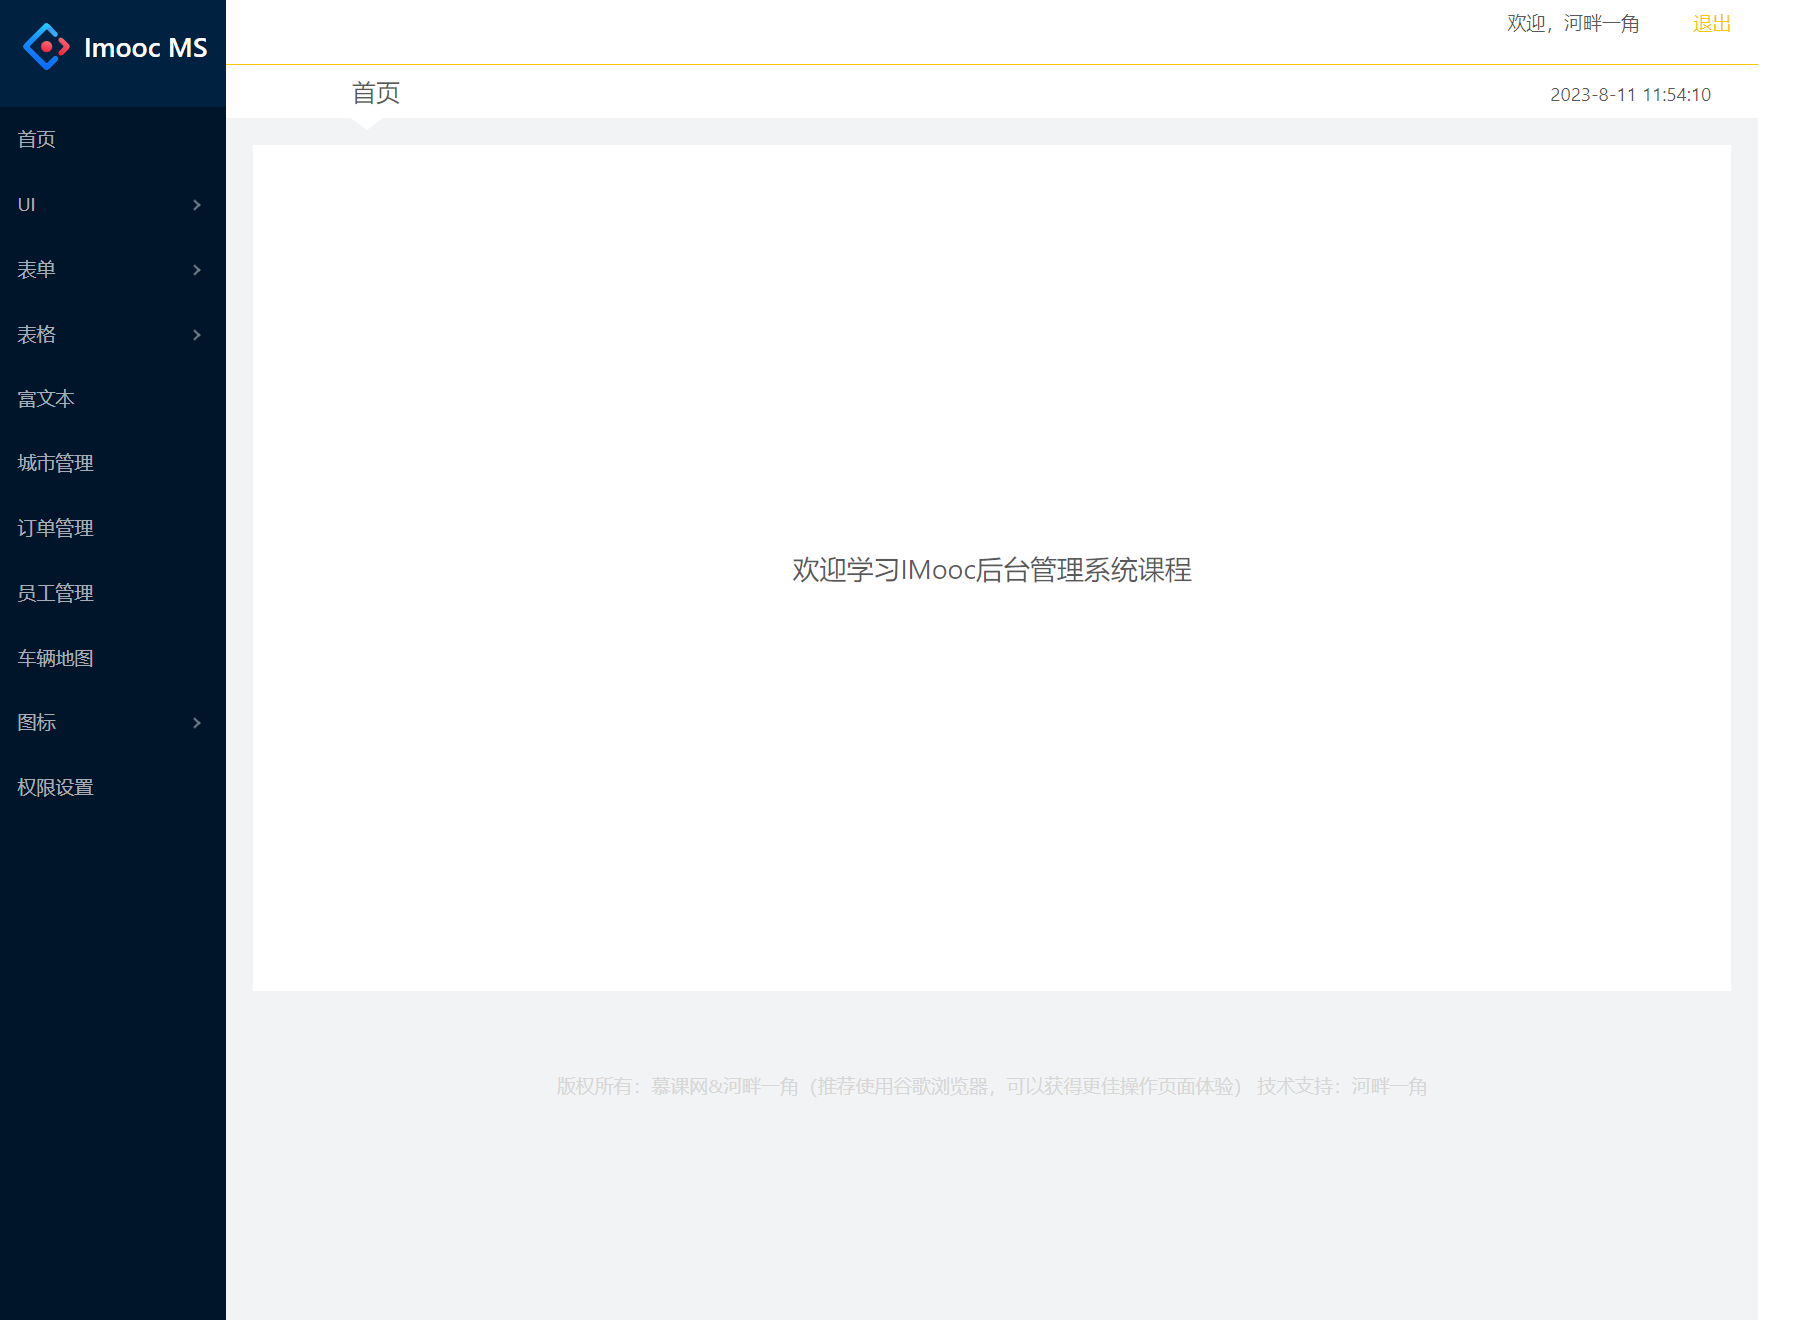 Imooc MS
欢迎，河畔一角
退出
首页
2023-8-11 11:54:10
首页
UI
表单
表格
富文本
城市管理
订单管理
员工管理
车辆地图
图标
权限设置
欢迎学习IMooc后台管理系统课程
版权所有：慕课网&河畔一角（推荐使用谷歌浏览器，可以获得更佳操作页面体验） 技术支持：河畔一角